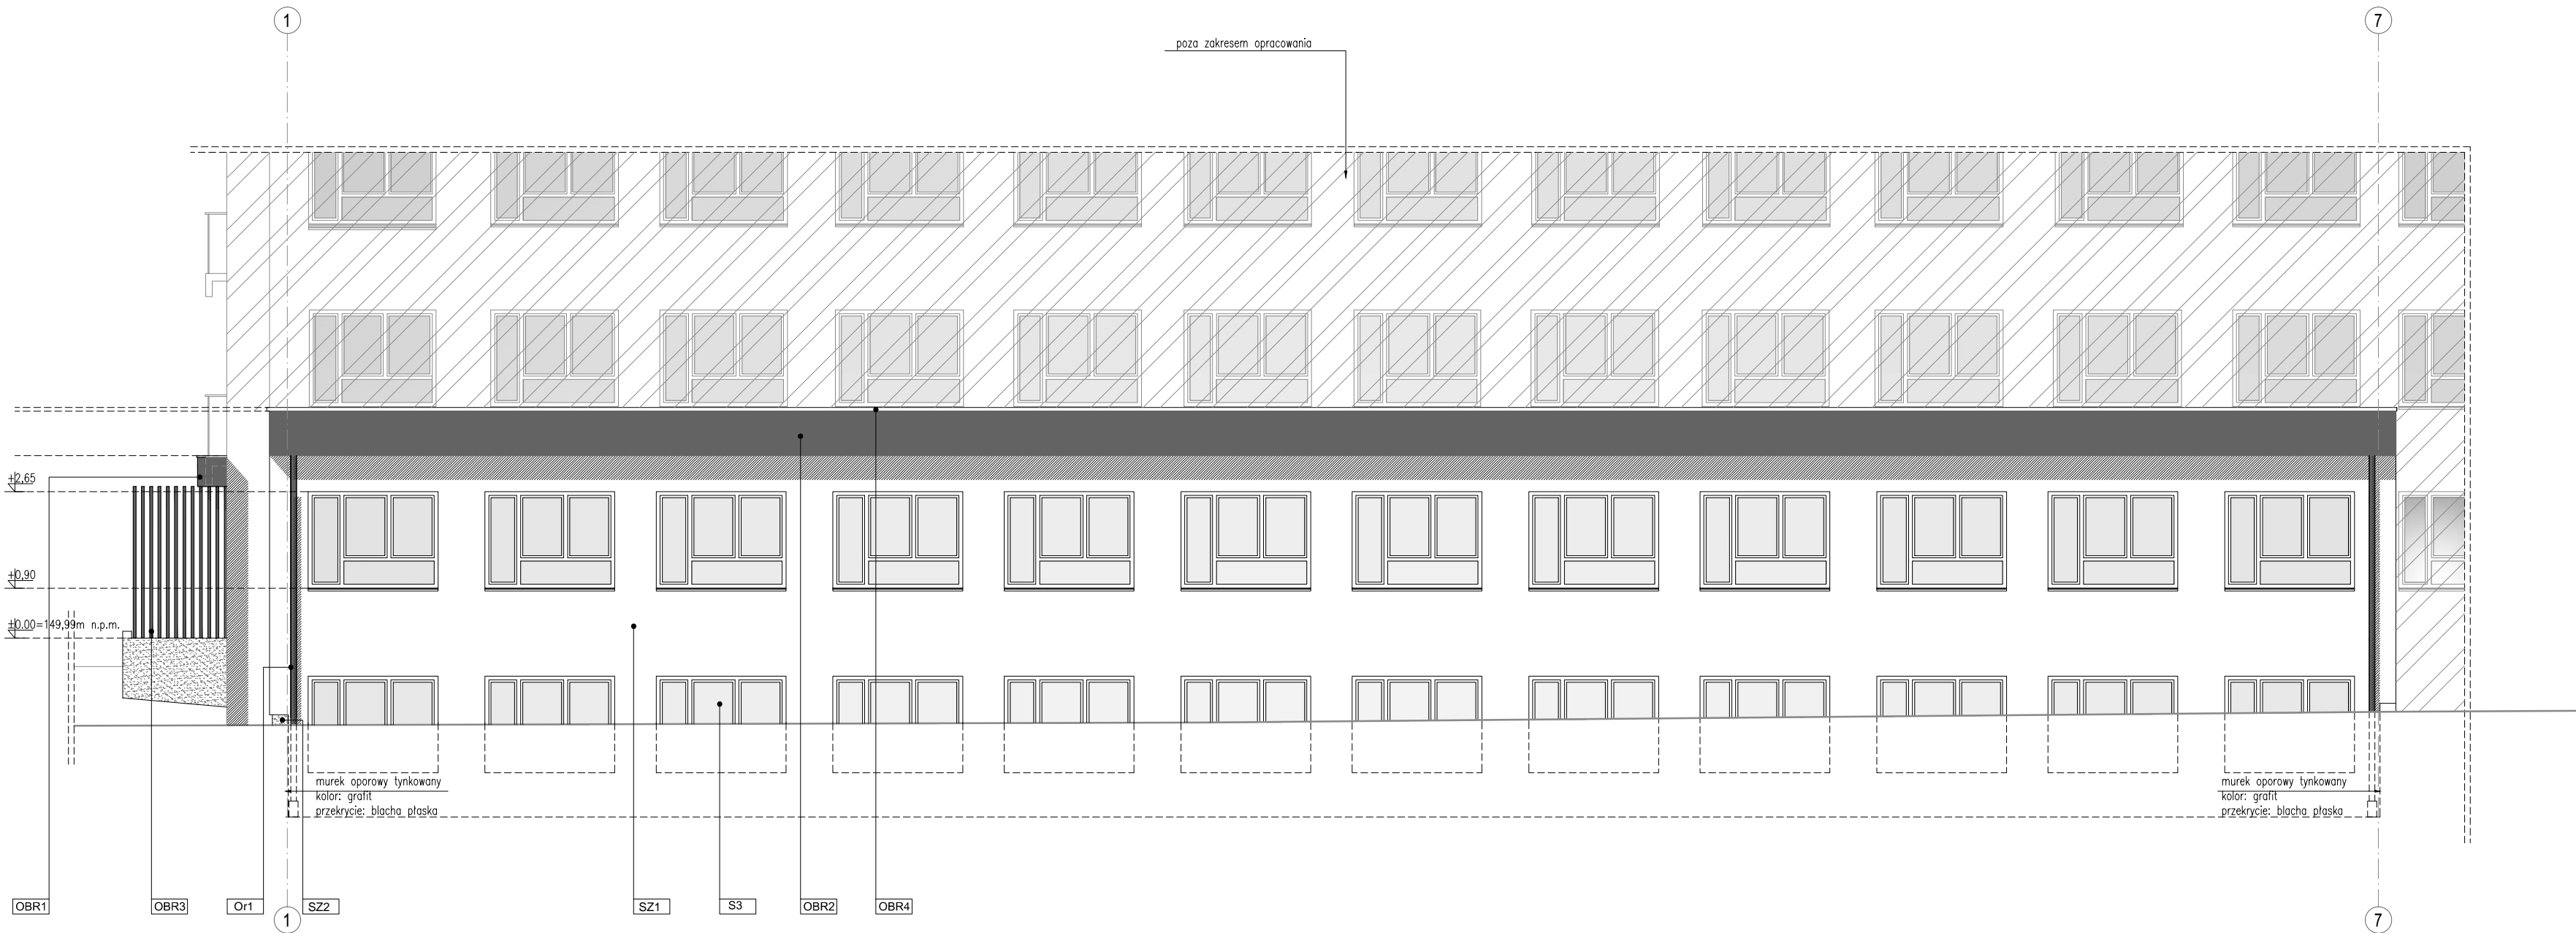 1
7
poza zakresem opracowania
+2,65
+0,90
±0.00=149,99m n.p.m.
murek oporowy tynkowany
kolor: grafit
przekrycie: blacha płaska
murek oporowy tynkowany
kolor: grafit
przekrycie: blacha płaska
OBR1
OBR3
Or1
SZ2
SZ1
S3
OBR2
OBR4
1
7